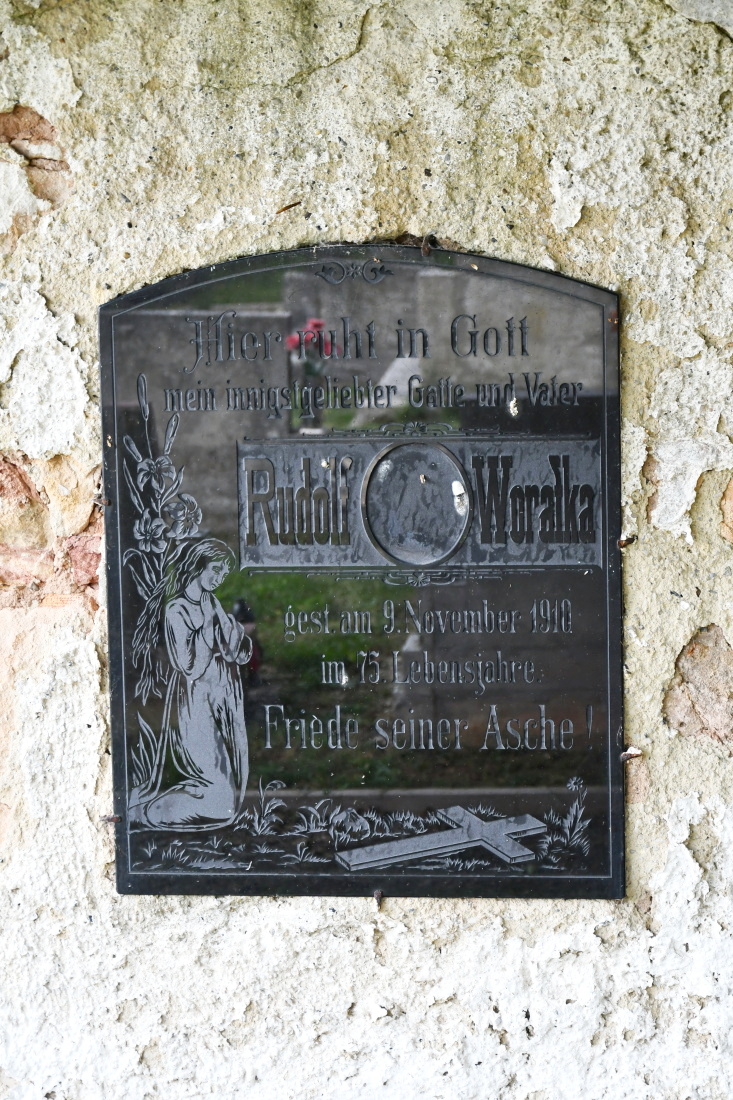 Hier ruht in Gott
mein innigstgeliebter Gatte und Vater
Rudolf Woratka
gest. am 9. November 1910
im 75. Lebensjahre.
Friede seiner Asche!